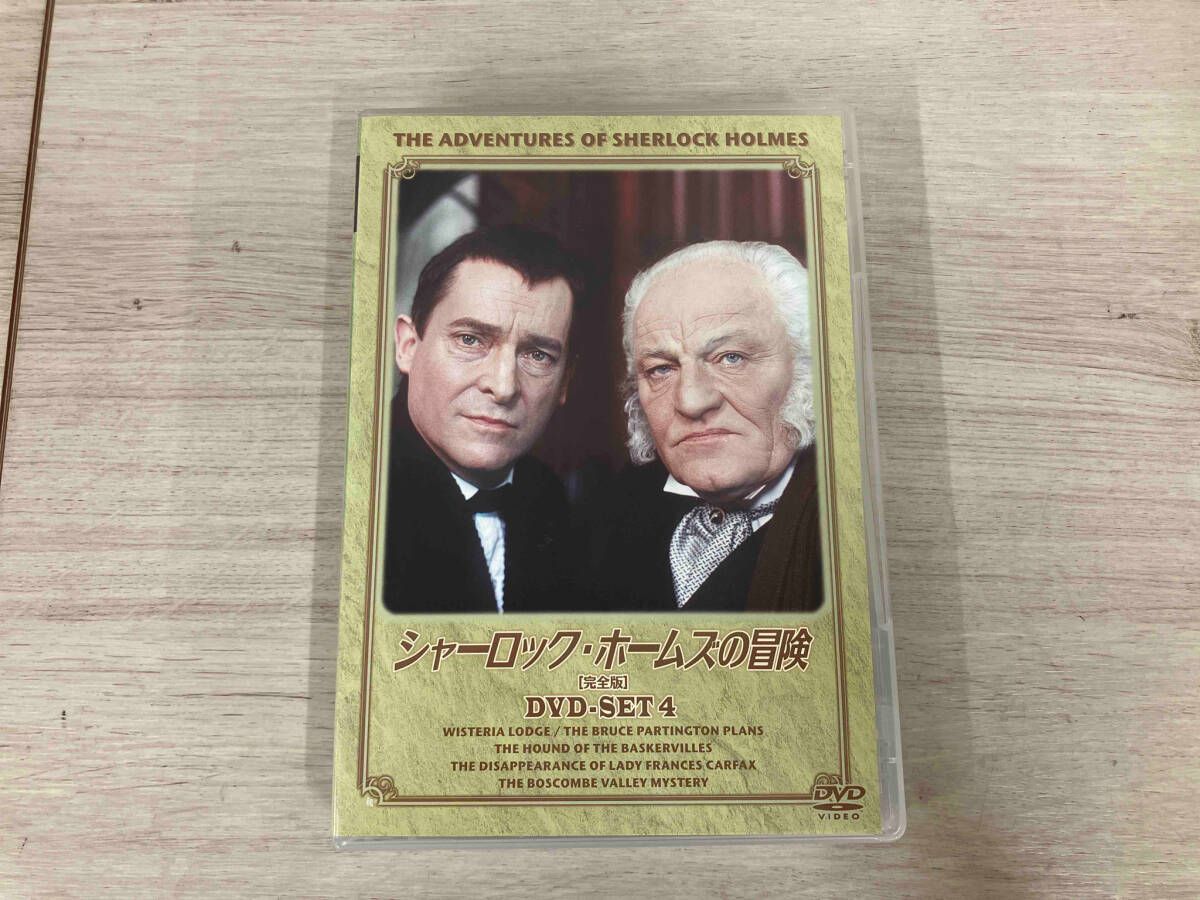 THE ADVENTURES OF SHERLOCK HOLMES
シャーロック・ホームズの冒険
[完全版]
DVD-SET 4
WISTERIA LODGE / THE BRUCE PARTINGTON PLANS
THE HOUND OF THE BASKERVILLES
THE DISAPPEARANCE OF LADY FRANCES CARFAX
THE BOSCOMBE VALLEY MYSTERY
DVD
VIDEO